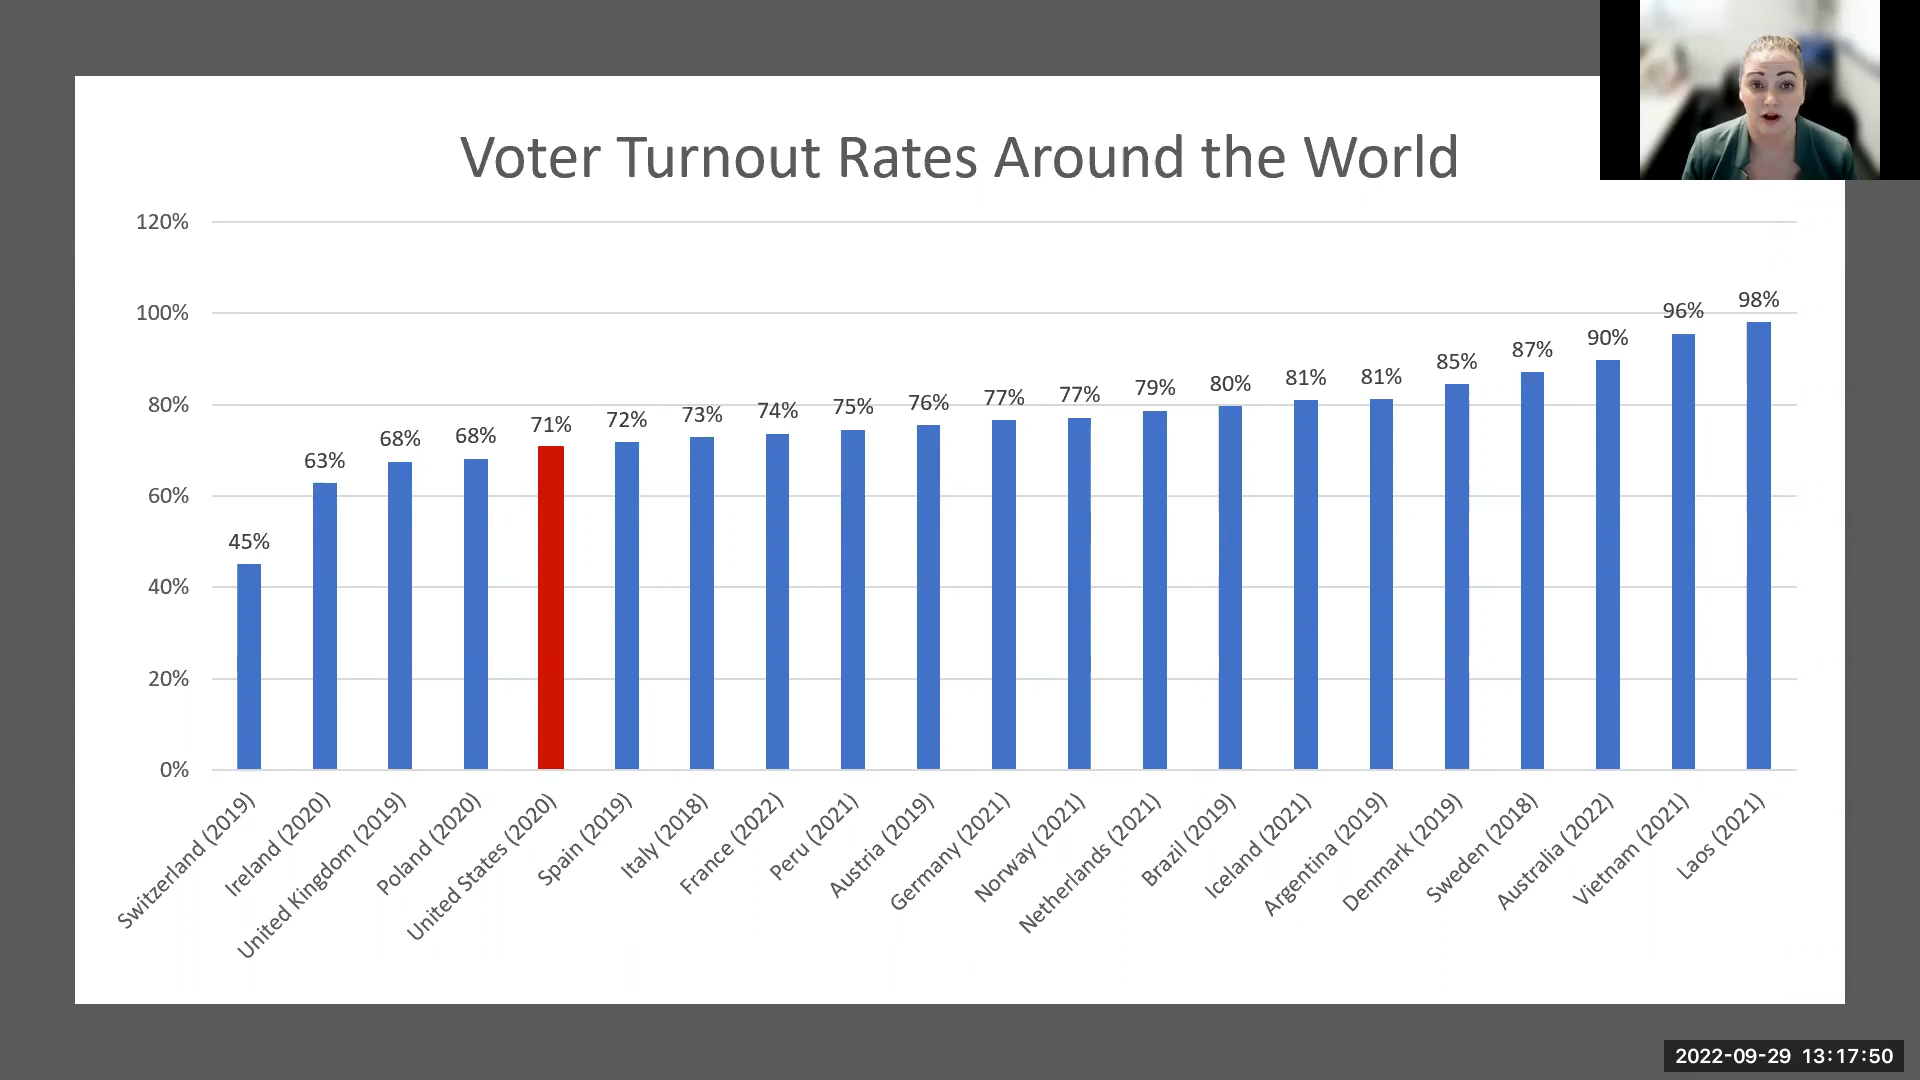 Voter Turnout Rates Around the World
120%
100%
80%
60%
40%
20%
0%
45%
63%
68%
68%
71%
72%
73%
74%
75%
76%
77%
77%
79%
80%
81%
81%
85%
87%
90%
96%
98%
Switzerland (2019)
Ireland (2020)
United Kingdom (2019)
Poland (2020)
United States (2020)
Spain (2019)
Italy (2018)
France (2022)
Peru (2021)
Austria (2019)
Germany (2021)
Norway (2021)
Netherlands (2021)
Brazil (2019)
Iceland (2021)
Argentina (2019)
Denmark (2019)
Sweden (2018)
Australia (2022)
Vietnam (2021)
Laos (2021)
2022-09-29 13:17:50